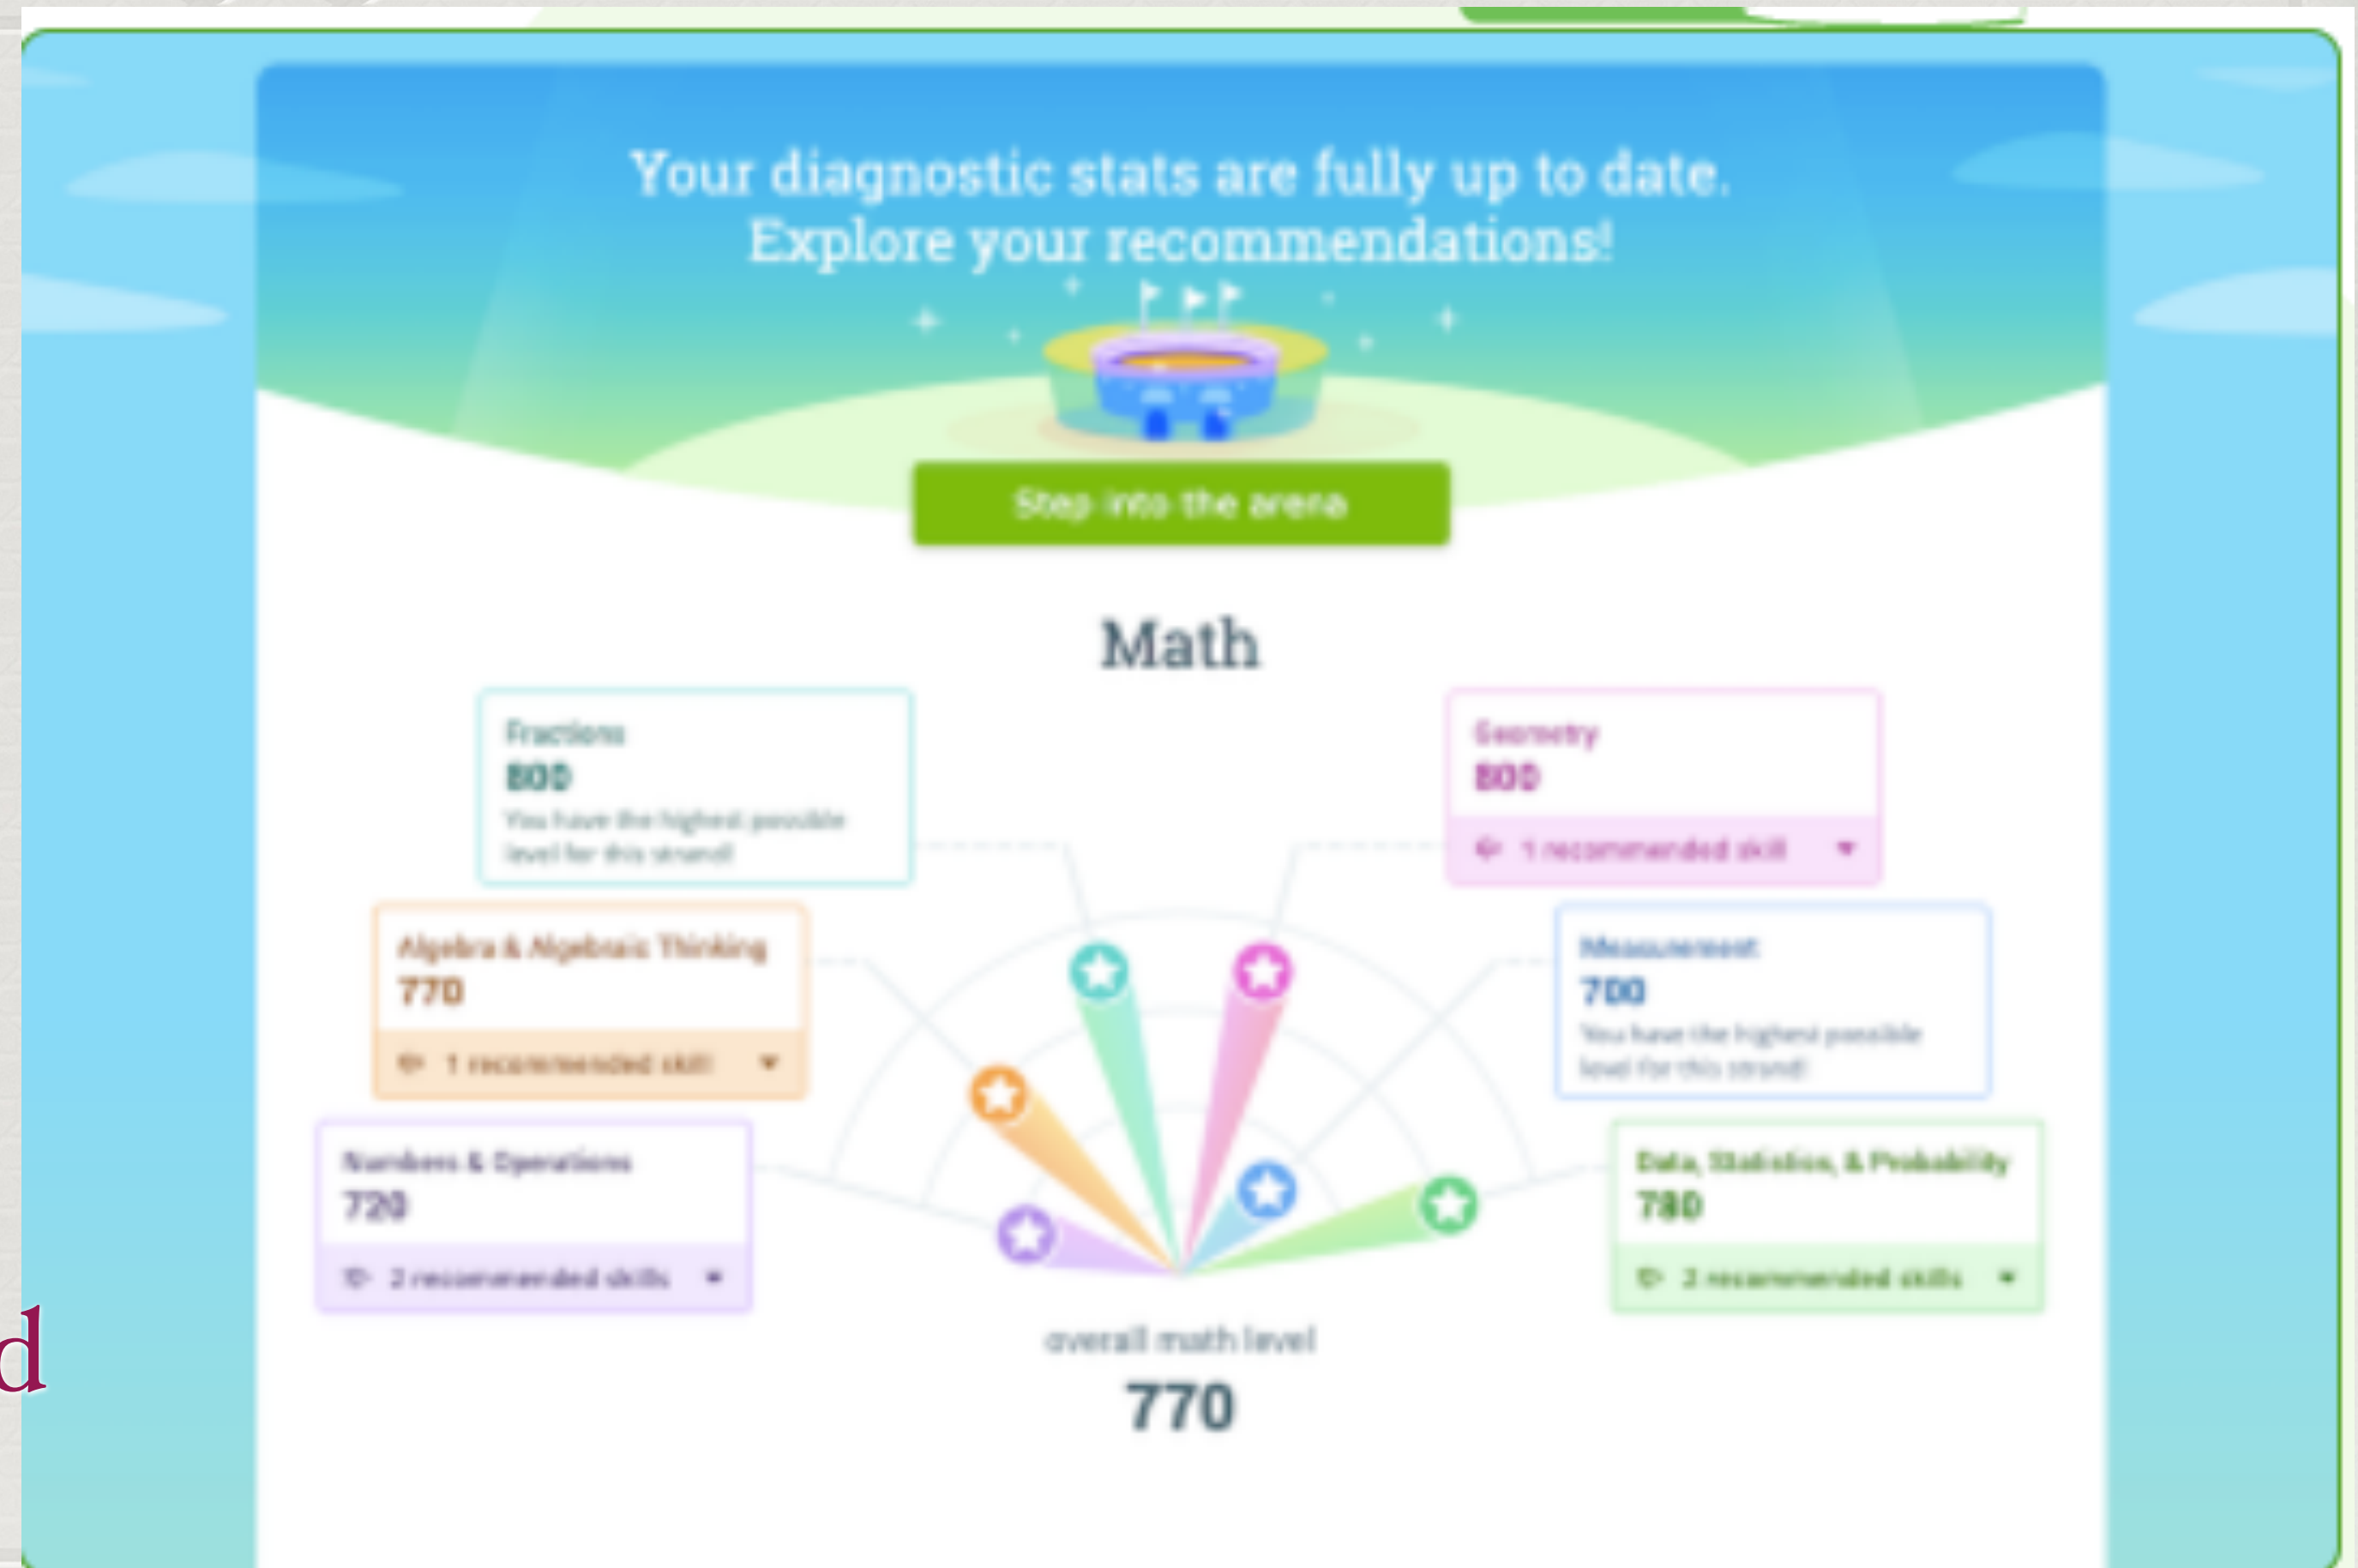 Your diagnostic stats are fully up to date.
Explore your recommendations!
Step into the arena
Math
Fractions
800
You have the highest possible
level for this strand!
Geometry
800
1 recommended skill
Algebra & Algebraic Thinking
770
1 recommended skill
Measurement
700
You have the highest possible
level for this strand!
Numbers & Operations
720
2 recommended skills
Data, Statistics, & Probability
780
2 recommended skills
overall math level
770
d